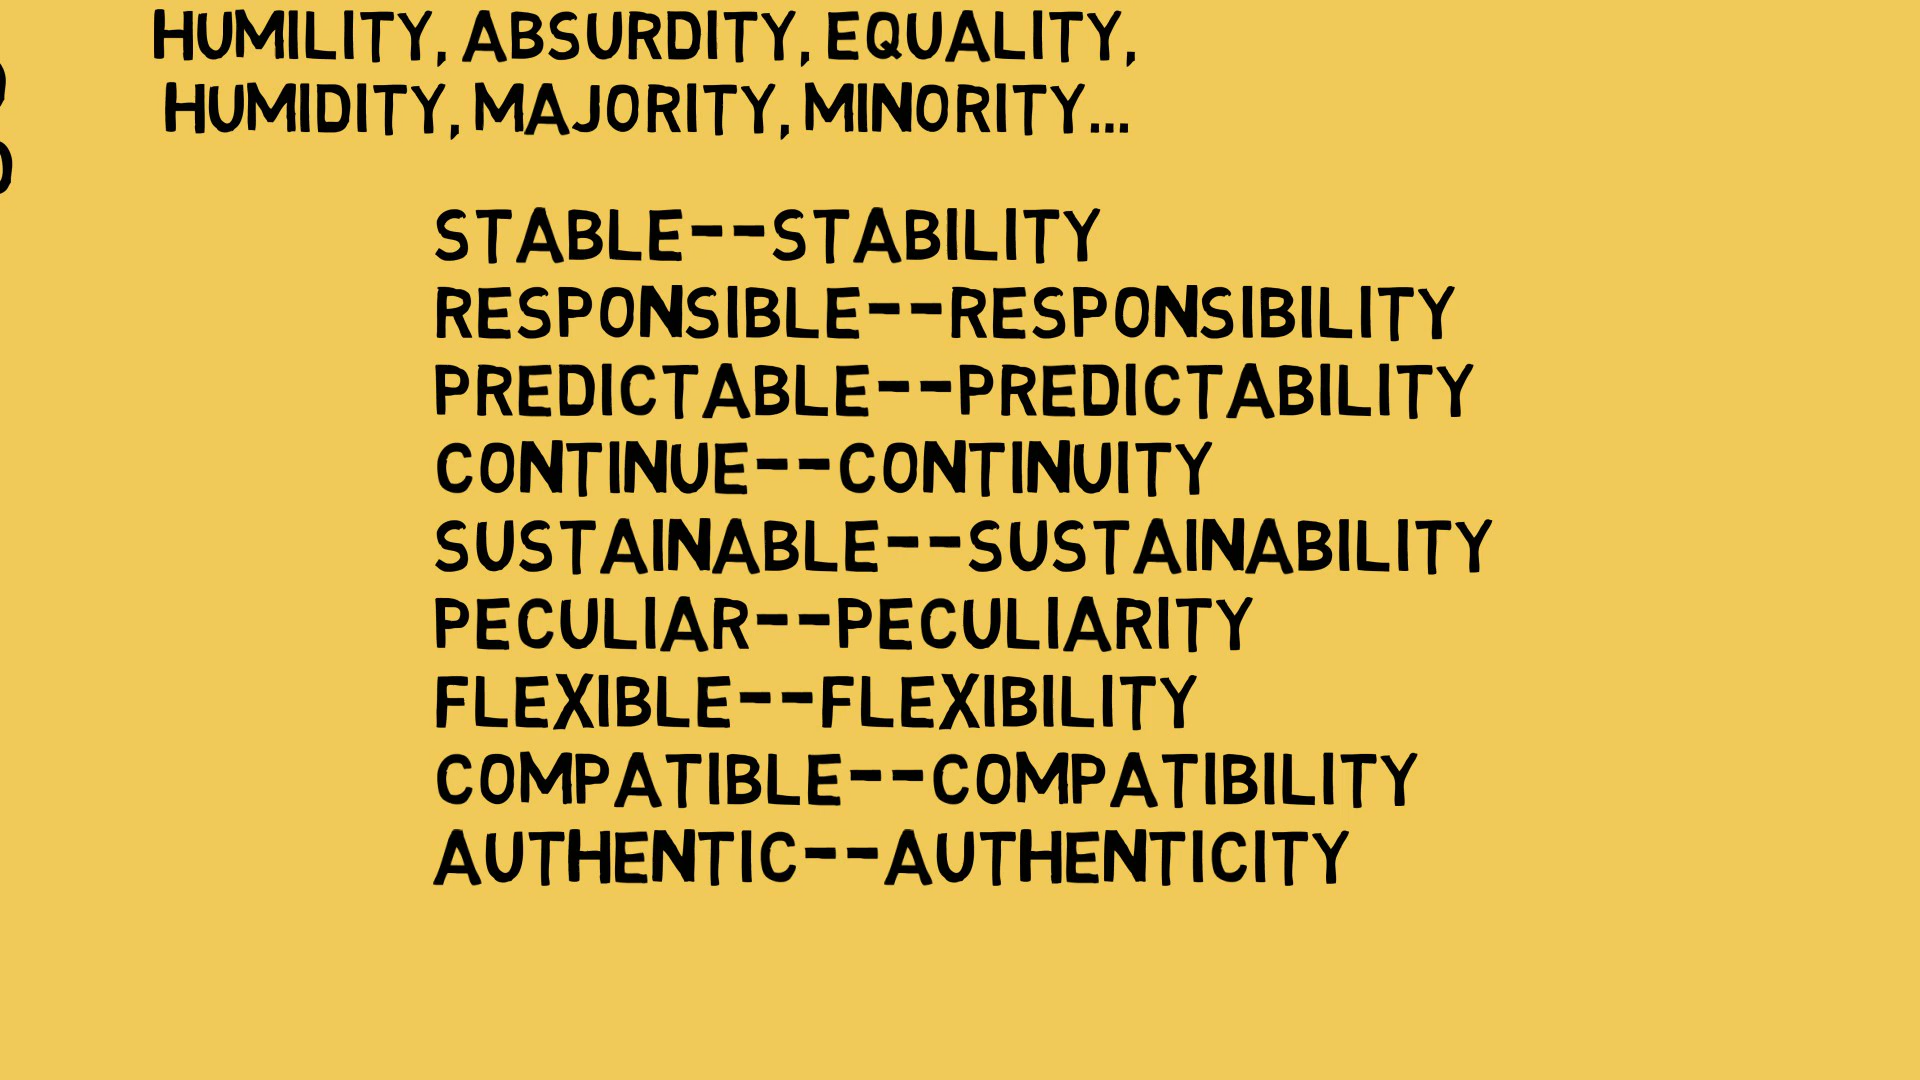 HUMILITY, ABSURDITY, EQUALITY,
HUMIDITY, MAJORITY, MINORITY...
STABLE--STABILITY
RESPONSIBLE--RESPONSIBILITY
PREDICTABLE--PREDICTABILITY
CONTINUE--CONTINUITY
SUSTAINABLE--SUSTAINABILITY
PECULIAR--PECULIARITY
FLEXIBLE--FLEXIBILITY
COMPATIBLE--COMPATIBILITY
AUTHENTIC--AUTHENTICITY